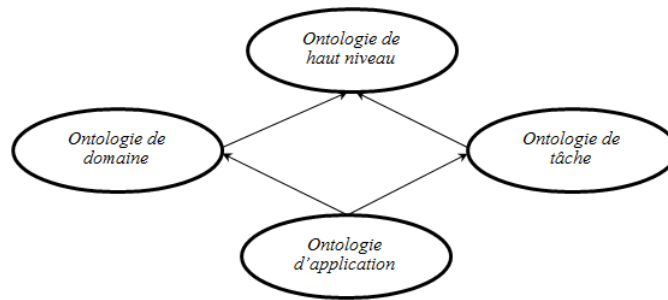 Ontologie de
haut niveau
Ontologie de
domaine
Ontologie de
tâche
Ontologie
d’application